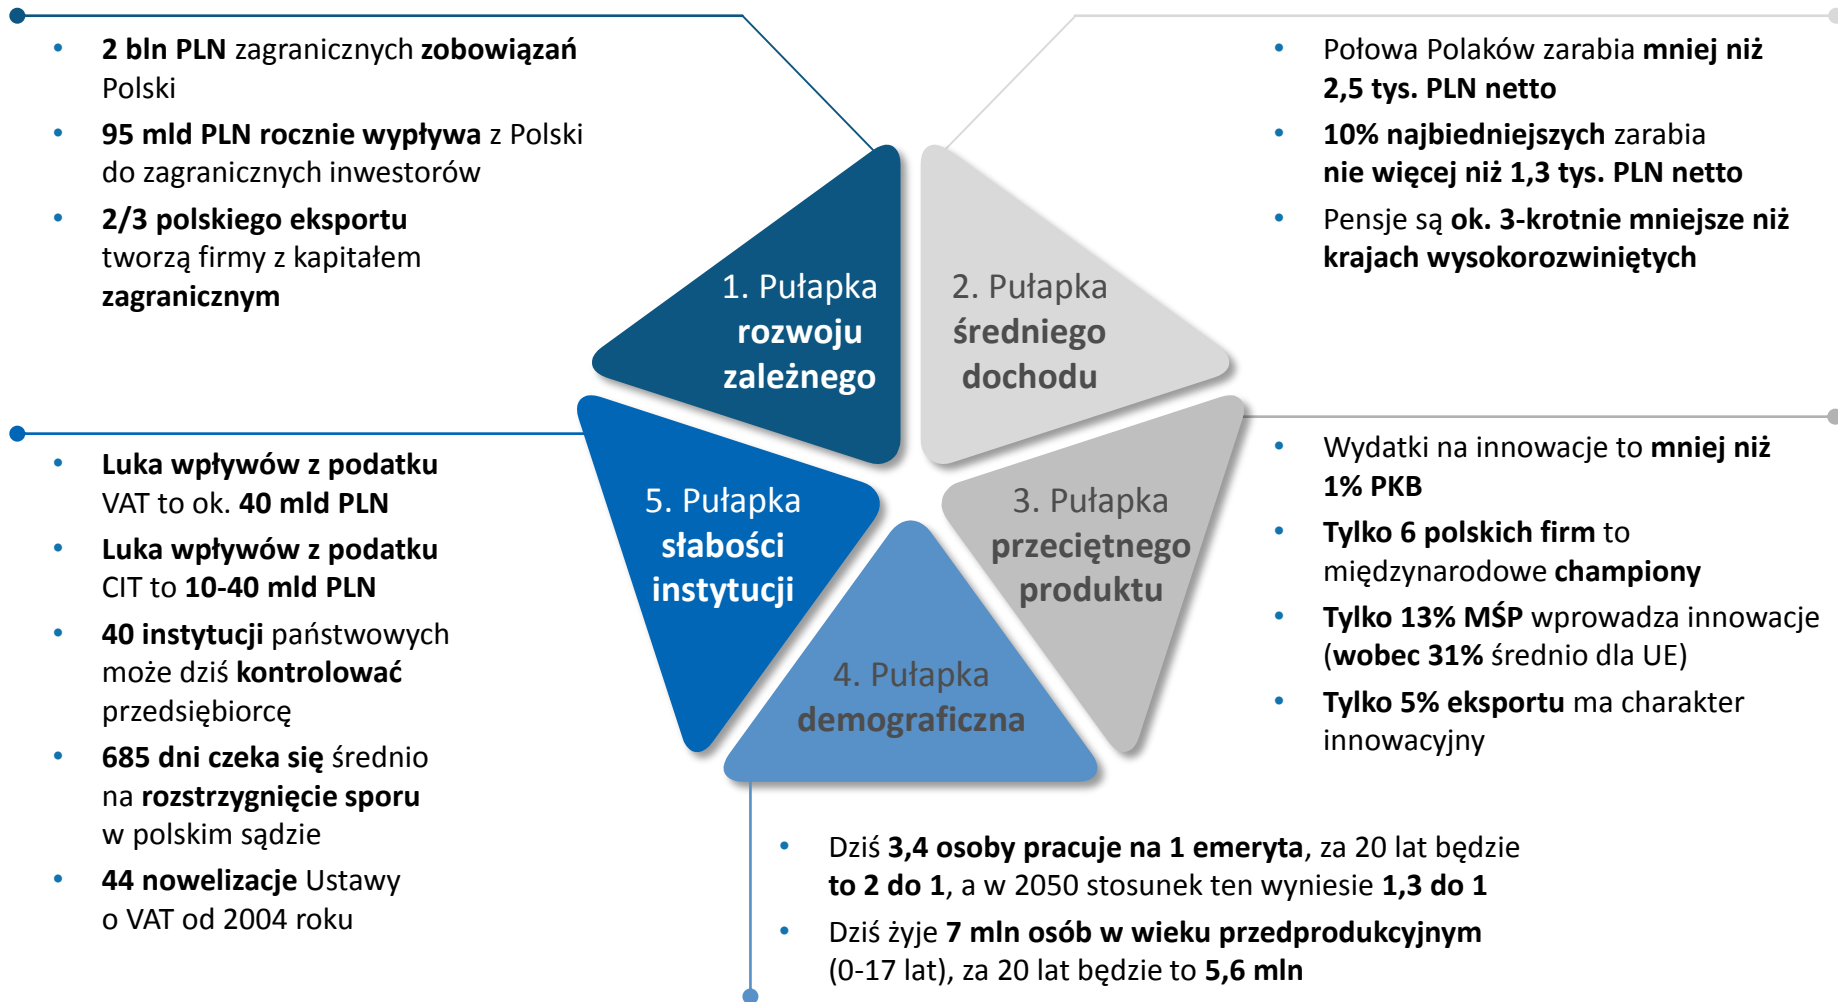 • 2 bln PLN zagranicznych zobowiązań
Polski
• 95 mld PLN rocznie wypływa z Polski
do zagranicznych inwestorów
• 2/3 polskiego eksportu
tworzą firmy z kapitałem
zagranicznym
• Połowa Polaków zarabia mniej niż
2,5 tys. PLN netto
• 10% najbiedniejszych zarabia
nie więcej niż 1,3 tys. PLN netto
• Pensje są ok. 3-krotnie mniejsze niż
krajach wysokorozwiniętych
1. Pułapka
rozwoju
zależnego
2. Pułapka
średniego
dochodu
5. Pułapka
słabości
instytucji
3. Pułapka
przeciętnego
produktu
4. Pułapka
demograficzna
• Luka wpływów z podatku
VAT to ok. 40 mld PLN
• Luka wpływów z podatku
CIT to 10-40 mld PLN
• 40 instytucji państwowych
może dziś kontrolować
przedsiębiorcę
• 685 dni czeka się średnio
na rozstrzygnięcie sporu
w polskim sądzie
• 44 nowelizacje Ustawy
o VAT od 2004 roku
• Wydatki na innowacje to mniej niż
1% PKB
• Tylko 6 polskich firm to
międzynarodowe championy
• Tylko 13% MŚP wprowadza innowacje
(wobec 31% średnio dla UE)
• Tylko 5% eksportu ma charakter
innowacyjny
• Dziś 3,4 osoby pracuje na 1 emeryta, za 20 lat będzie
to 2 do 1, a w 2050 stosunek ten wyniesie 1,3 do 1
• Dziś żyje 7 mln osób w wieku przedprodukcyjnym
(0-17 lat), za 20 lat będzie to 5,6 mln